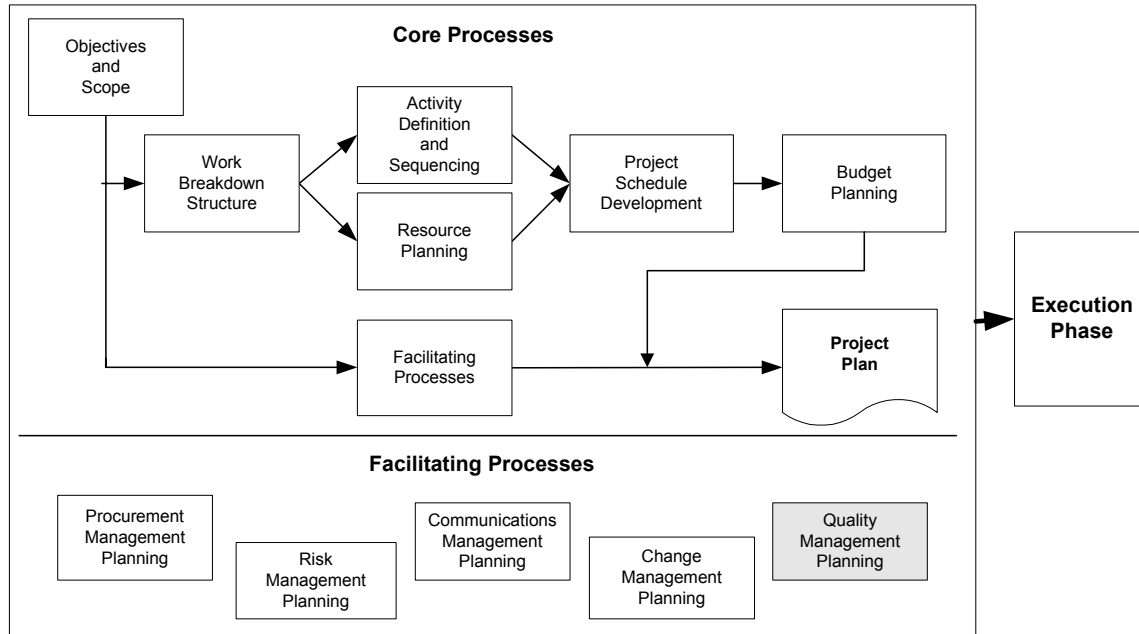 Core Processes
Objectives
and
Scope
Work
Breakdown
Structure
Activity
Definition
and
Sequencing
Resource
Planning
Project
Schedule
Development
Budget
Planning
Facilitating
Processes
Project
Plan
Execution
Phase
Facilitating Processes
Procurement
Management
Planning
Risk
Management
Planning
Communications
Management
Planning
Change
Management
Planning
Quality
Management
Planning